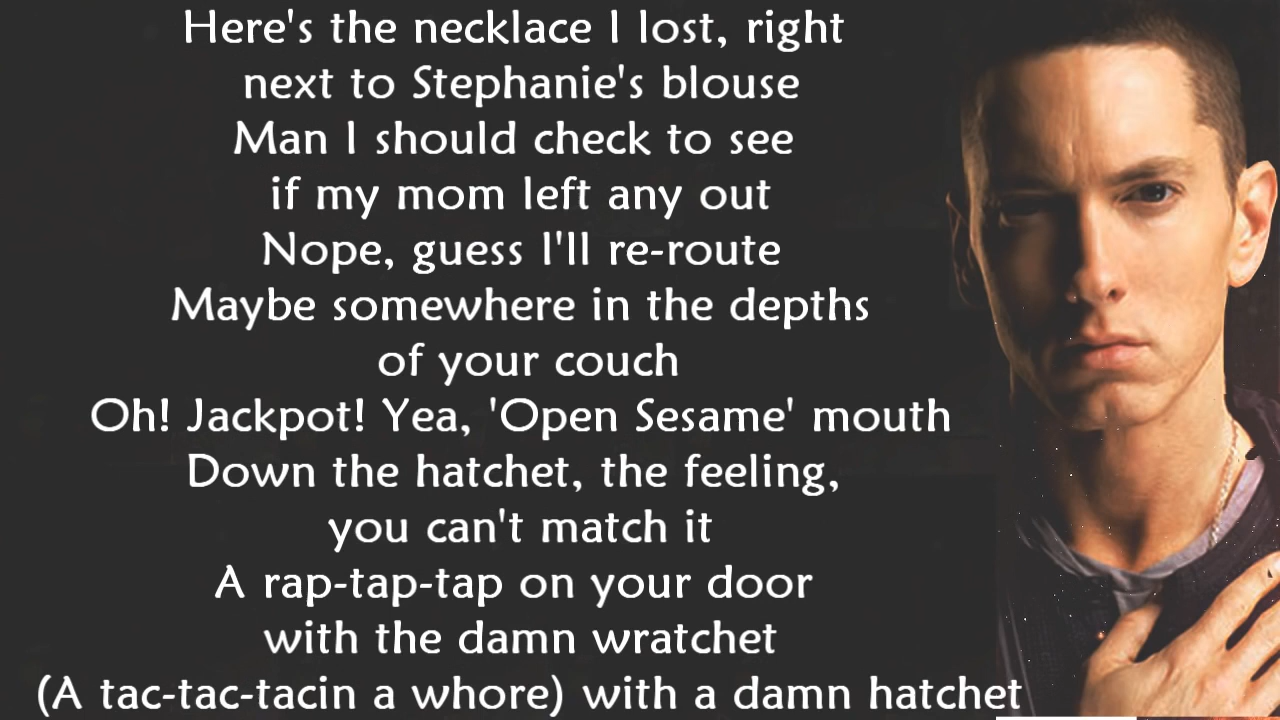 Here's the necklace I lost, right
next to Stephanie's blouse
Man I should check to see
if my mom left any out
Nope, guess I'll re-route
Maybe somewhere in the depths
of your couch
Oh! Jackpot! Yea, 'Open Sesame' mouth
Down the hatchet, the feeling,
you can't match it
A rap-tap-tap on your door
with the damn wratchet
(A tac-tac-tacin a whore) with a damn hatchet